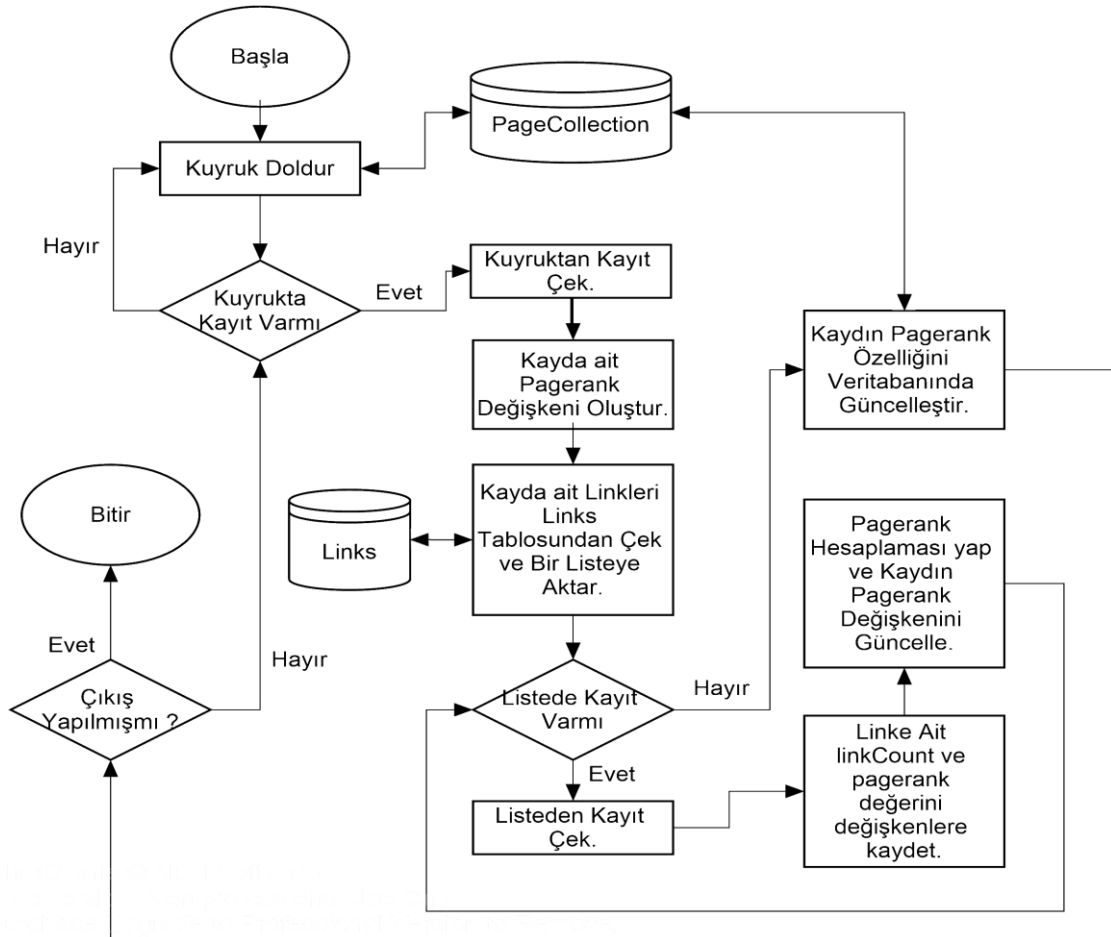 Başla
PageCollection
Kuyruk Doldur
Hayır
Kuyrukta
Kayıt Varmı
Evet
Kuyruktan Kayıt
Çek.
Kayda ait
Pagerank
Değişkeni Oluştur.
Kaydın Pagerank
Özelliğini
Veritabanında
Güncelleştir.
Bitir
Links
Kayda ait Linkleri
Links
Tablosundan Çek
ve Bir Listeye
Aktar.
Pagerank
Hesaplaması yap
ve Kaydın
Pagerank
Değişkenini
Güncelle.
Evet
Hayır
Çıkış
Yapılmışmı ?
Listede Kayıt
Varmı
Hayır
Evet
Listeden Kayıt
Çek.
Linke Ait
linkCount ve
pagerank
değerini
değişkenlere
kaydet.